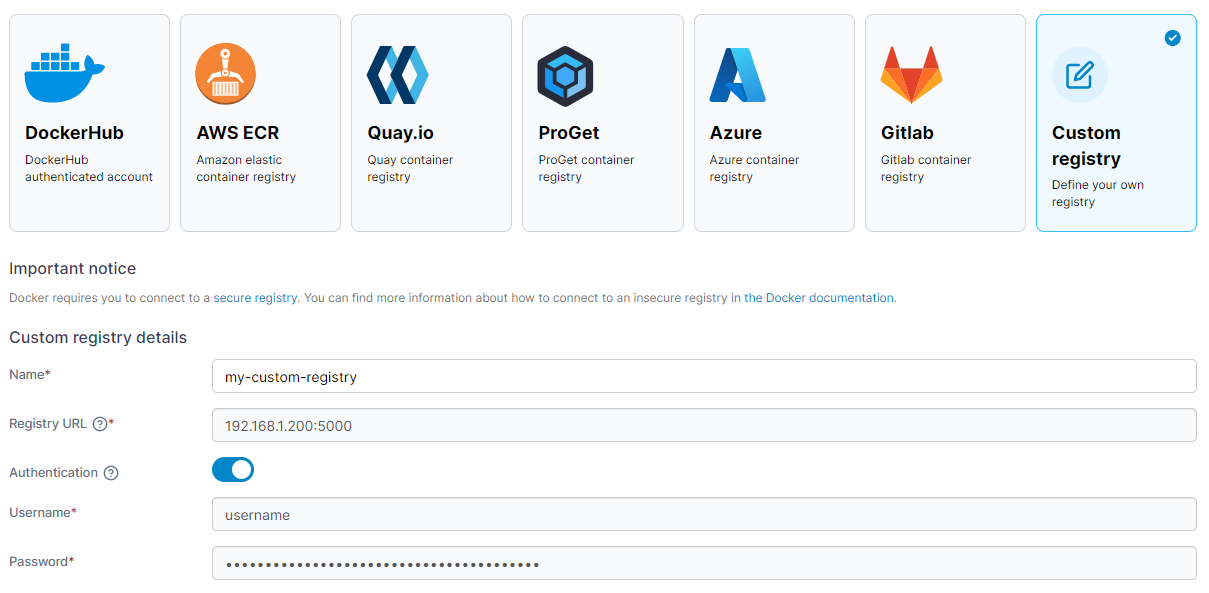 DockerHub
DockerHub
authenticated account
AWS ECR
Amazon elastic
container registry
Quay.io
Quay container
registry
ProGet
ProGet container
registry
Azure
Azure container
registry
Gitlab
Gitlab container
registry
Custom
registry
Define your own
registry
Important notice
Docker requires you to connect to a secure registry. You can find more information about how to connect to an insecure registry in the Docker documentation.
Custom registry details
Name*
my-custom-registry
Registry URL ?*
192.168.1.200:5000
Authentication ?
Username*
username
Password*
••••••••••••••••••••••••••••••••••••••••